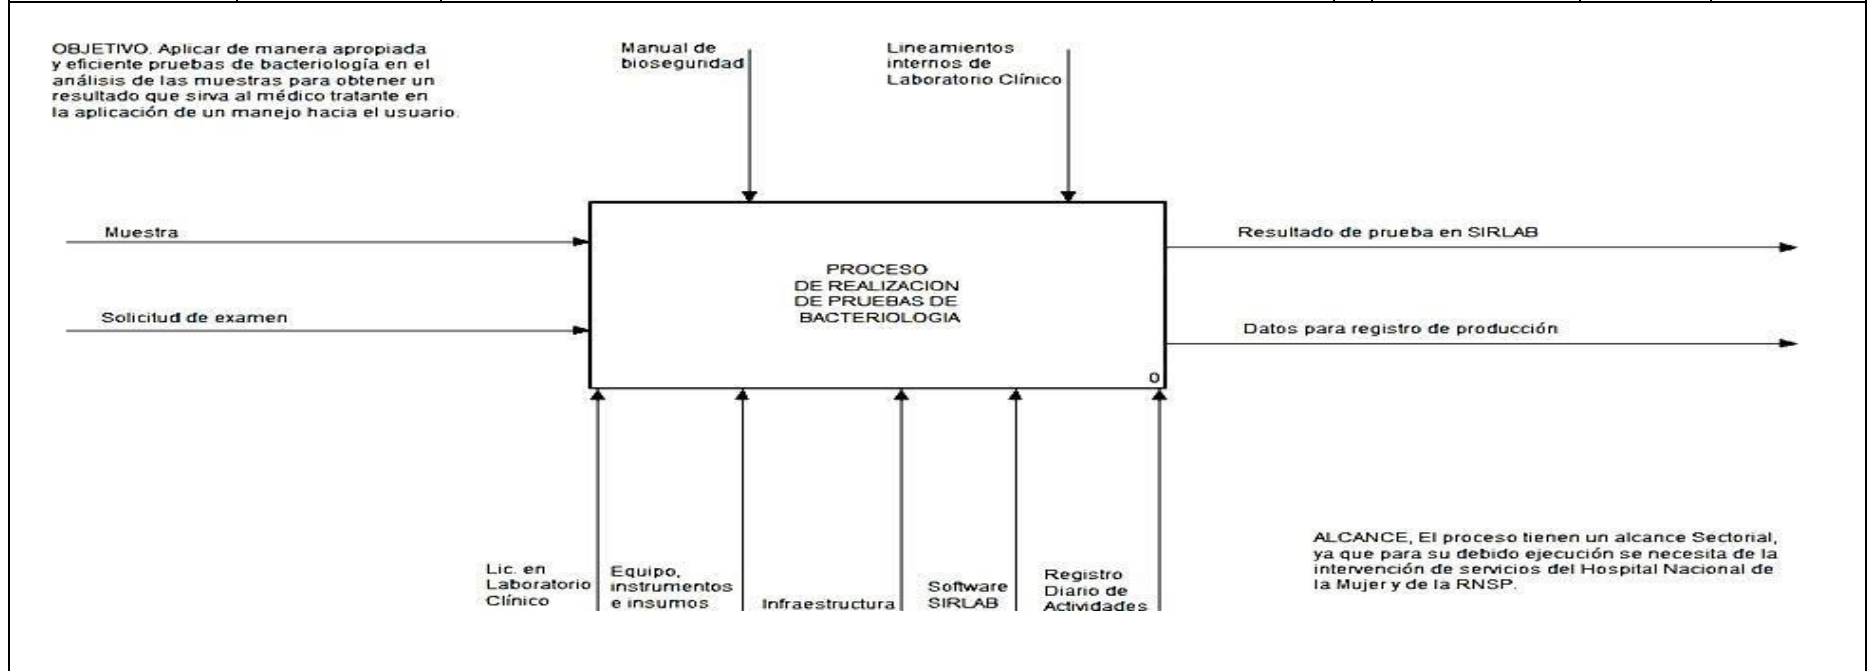 OBJETIVO. Aplicar de manera apropiada
y eficiente pruebas de bacteriología en el
análisis de las muestras para obtener un
resultado que sirva al médico tratante en
la aplicación de un manejo hacia el usuario.
Manual de
bioseguridad
Lineamientos
internos de
Laboratorio Clínico
Muestra
Solicitud de examen
PROCESO
DE REALIZACION
DE PRUEBAS DE
BACTERIOLOGIA
0
Resultado de prueba en SIRLAB
Datos para registro de producción
Lic. en
Laboratorio
Clínico
Equipo,
instrumentos
e insumos
Infraestructura
Software
SIRLAB
Registro
Diario de
Actividades
ALCANCE, El proceso tienen un alcance Sectorial,
ya que para su debido ejecución se necesita de la
intervención de servicios del Hospital Nacional de
la Mujer y de la RNSP.